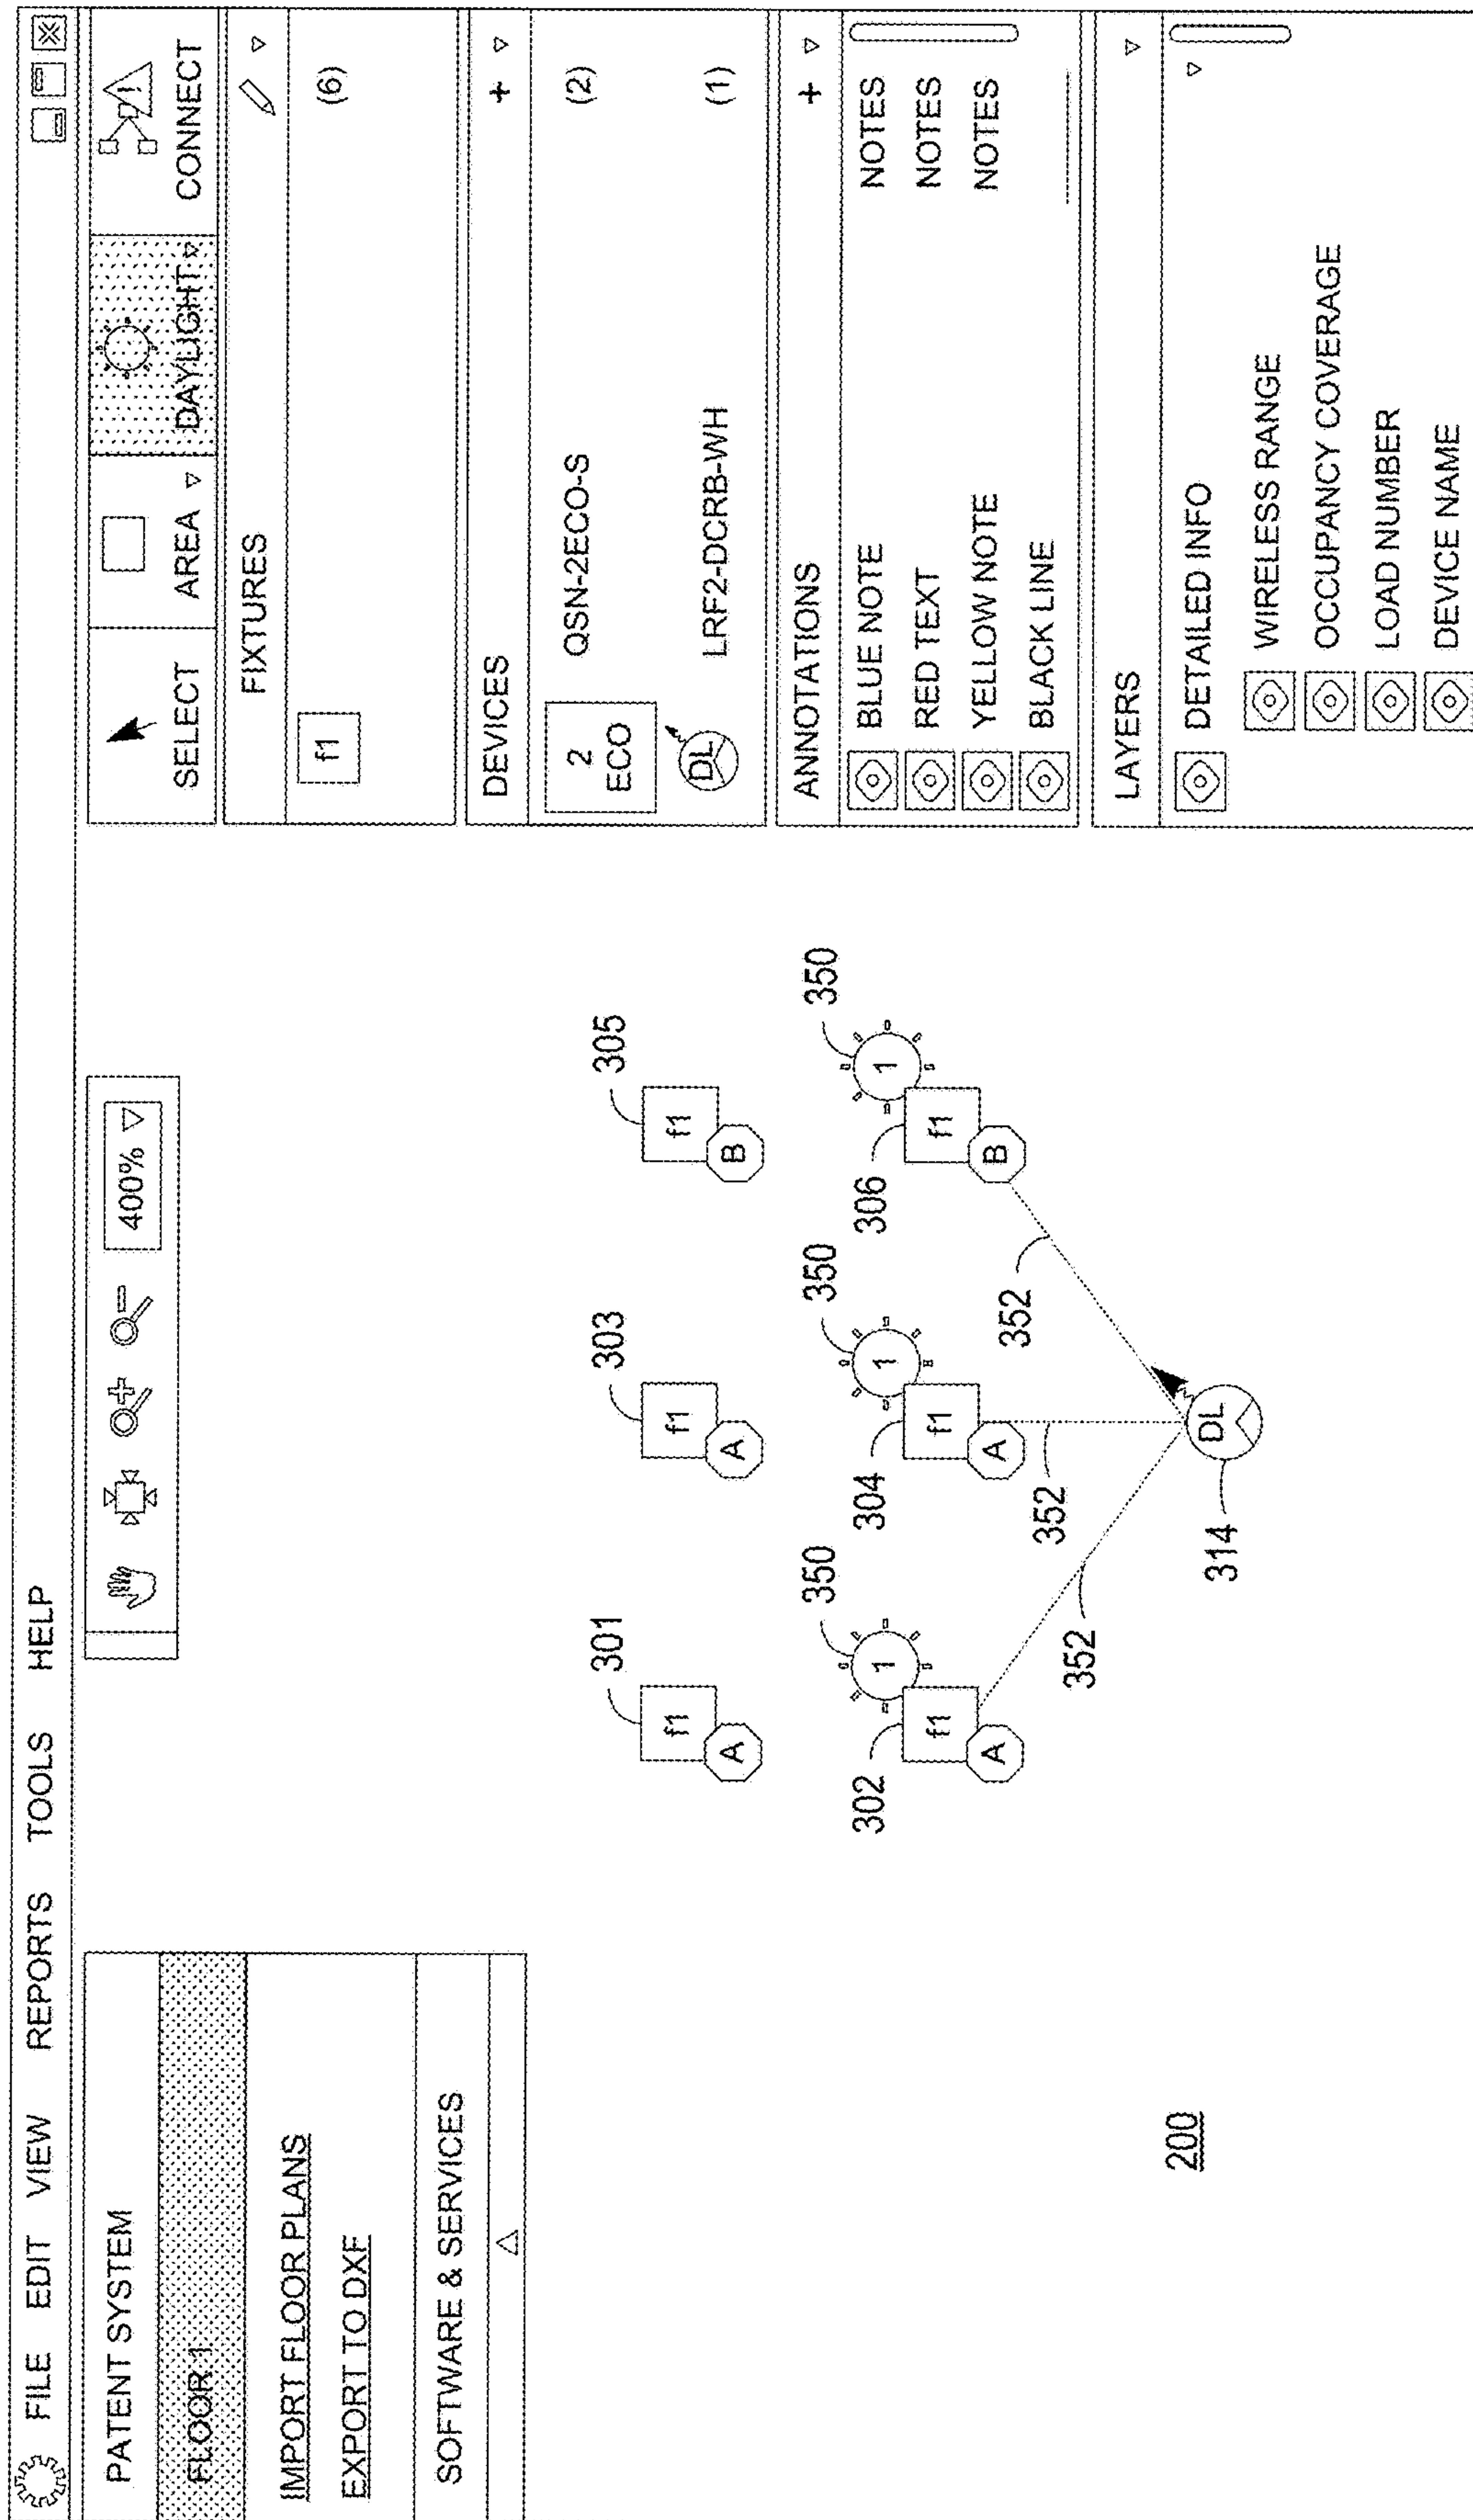 FILE EDIT VIEW REPORTS TOOLS HELP
PATENT SYSTEM
FLOOR 1
IMPORT FLOOR PLANS
EXPORT TO DXF
SOFTWARE & SERVICES
400%
SELECT AREA DAYLIGHT CONNECT
FIXTURES
f1 (6)
DEVICES +
2 ECO QSN-2ECO-S (2)
DL LRF2-DCRB-WH (1)
ANNOTATIONS +
BLUE NOTE NOTES
RED TEXT NOTES
YELLOW NOTE NOTES
BLACK LINE
LAYERS
DETAILED INFO
WIRELESS RANGE
OCCUPANCY COVERAGE
LOAD NUMBER
DEVICE NAME
301 303 305
f1 f1 f1
A A B
350 350 350
1 1 1
302 304 306
f1 f1 f1
A A B
352 352 352
DL
314
200